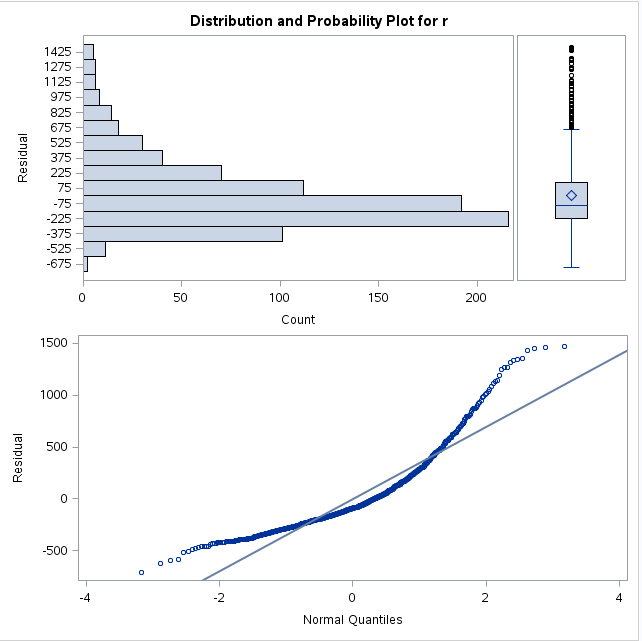 Distribution and Probability Plot for r
1425
1275
1125
975
825
675
525
375
225
75
-75
-225
-375
-525
-675
Residual
0 50 100 150 200
Count
1500
1000
500
0
-500
Residual
-4 -2 0 2 4
Normal Quantiles